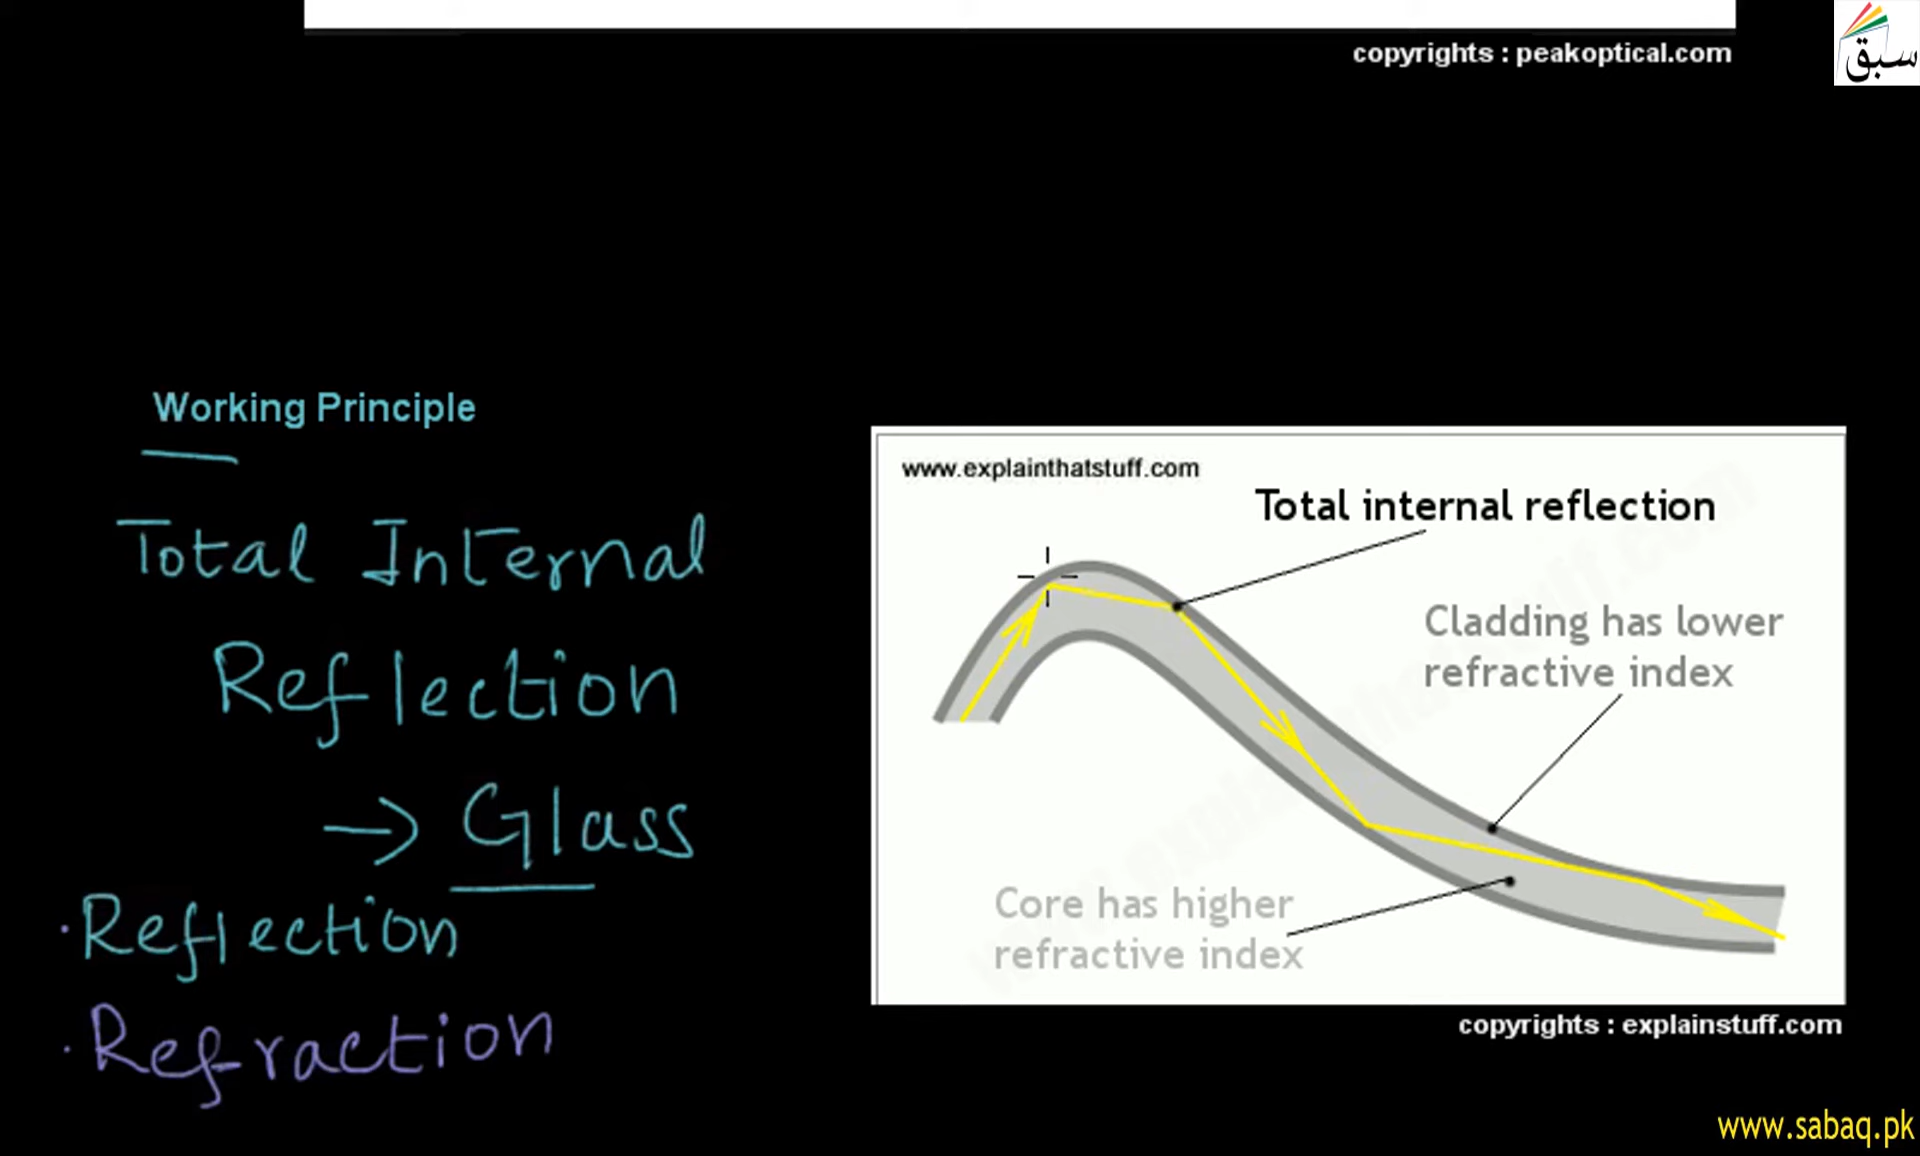 copyrights : peakoptical.com
سبق
Working Principle
Total Internal
Reflection
→ Glass
· Reflection
· Refraction
www.explainthatstuff.com
Total internal reflection
Cladding has lower
refractive index
Core has higher
refractive index
copyrights : explainstuff.com
www.sabaq.pk